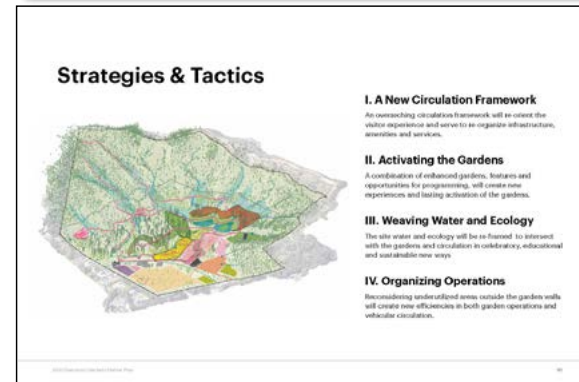 Strategies & Tactics
I. A New Circulation Framework
An overarching circulation framework will re-orient the
visitor experience and serve to re-organize infrastructure,
amenities and services.
II. Activating the Gardens
A combination of enhanced gardens, features and
opportunities for programming, will create new
experiences and lasting activation of the gardens.
III. Weaving Water and Ecology
The site water and ecology will be re-framed to intersect
with the gardens and circulation in celebratory, educational
and sustainable new ways
IV. Organizing Operations
Reconsidering underutilized areas outside the garden walls
will create new efficiencies in both garden operations and
vehicular circulation.